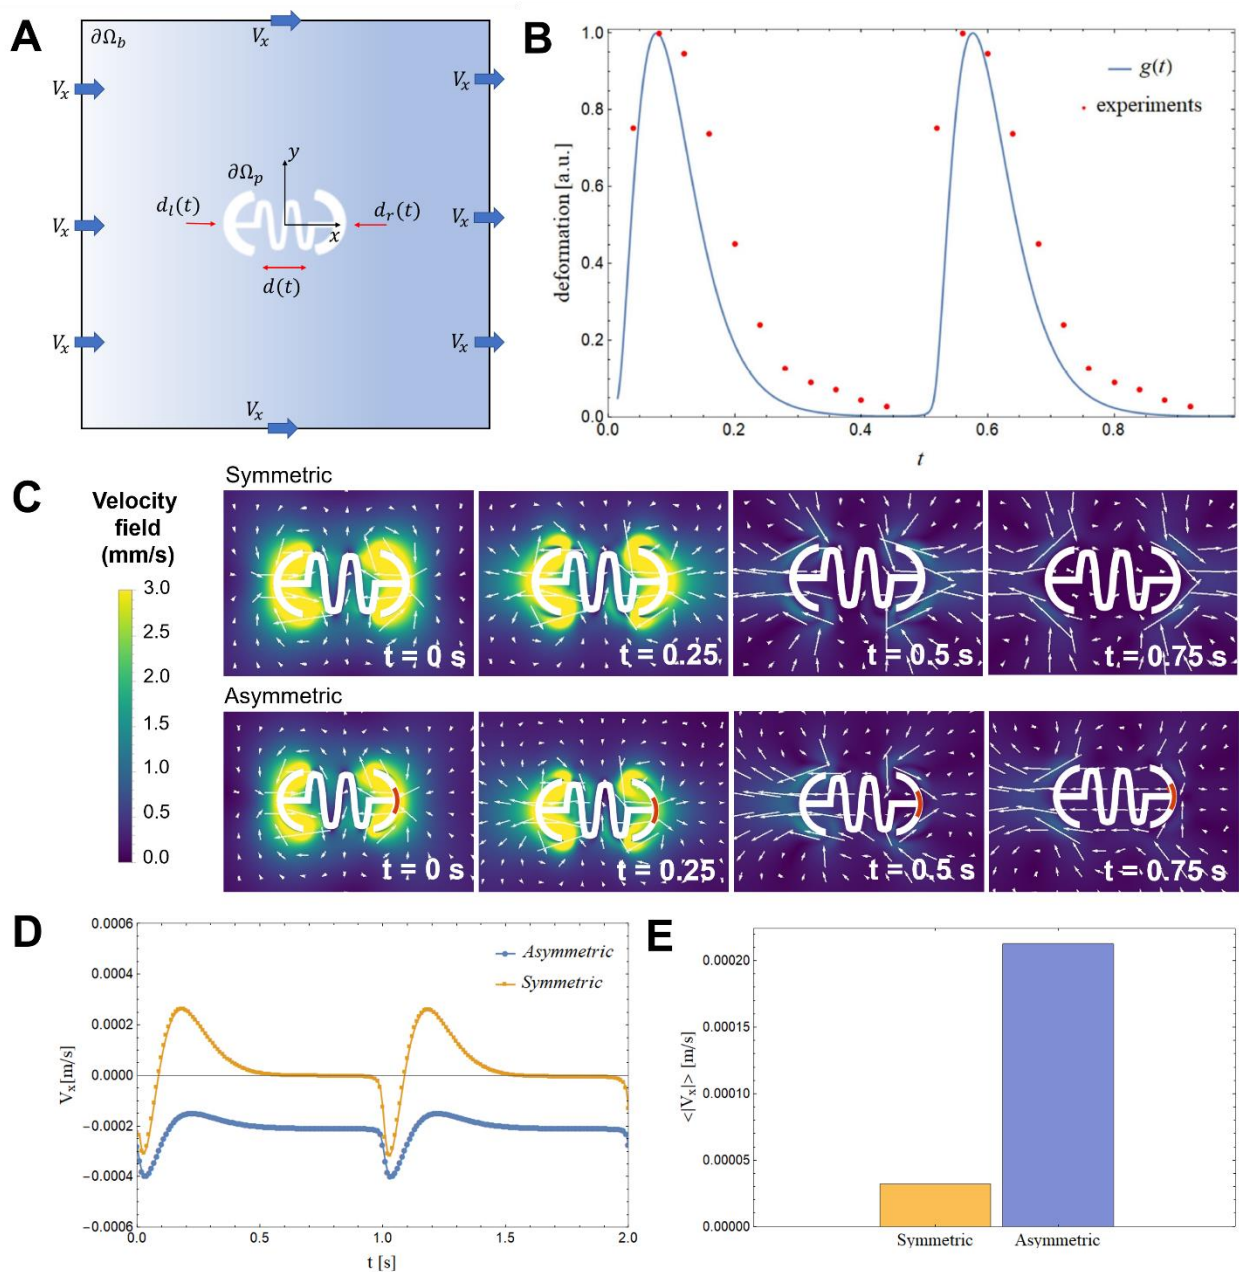 A
∂Ω_b
V_x
V_x
V_x
V_x
V_x
V_x
V_x
V_x
∂Ω_p
y
x
d_l(t)
d_r(t)
d(t)
B
g(t)
experiments
deformation [a.u.]
1.0
0.8
0.6
0.4
0.2
0.0
0.0 0.2 0.4 0.6 0.8
t
C
Velocity
field
(mm/s)
3.0
2.5
2.0
1.5
1.0
0.5
0.0
Symmetric
t = 0 s
t = 0.25
t = 0.5 s
t = 0.75 s
Asymmetric
t = 0 s
t = 0.25
t = 0.5 s
t = 0.75 s
D
Asymmetric
Symmetric
V_x[m/s]
0.0006
0.0004
0.0002
0.0000
−0.0002
−0.0004
−0.0006
0.0 0.5 1.0 1.5 2.0
t [s]
E
<|V_x|> [m/s]
0.00020
0.00015
0.00010
0.00005
0.00000
Symmetric Asymmetric